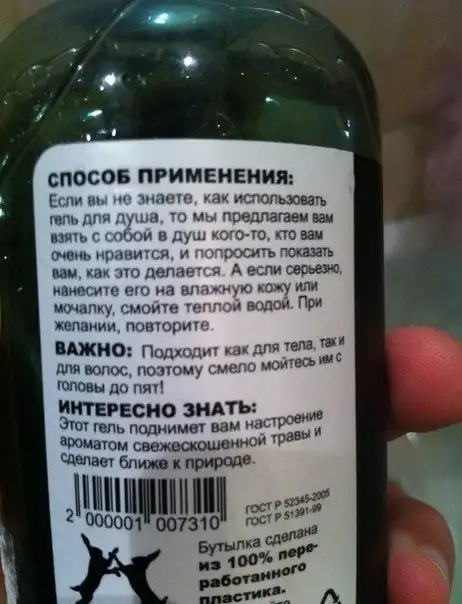 СПОСОБ ПРИМЕНЕНИЯ:
Если вы не знаете, как использовать
гель для душа, то мы предлагаем вам
взять с собой в душ кого-то, кто вам
очень нравится, и попросить показать
вам, как это делается. А если серьезно,
нанесите его на влажную кожу или
мочалку, смойте теплой водой. При
желании, повторите.
ВАЖНО: Подходит как для тела, так и
для волос, поэтому смело мойтесь им с
головы до пят!
ИНТЕРЕСНО ЗНАТЬ:
Этот гель поднимет вам настроение
ароматом свежескошенной травы и
сделает ближе к природе.
2 000001 007310
ГОСТ Р 52345-2005
ГОСТ Р 51391-99
Бутылка сделана
из 100% пере-
работанного
пластика.